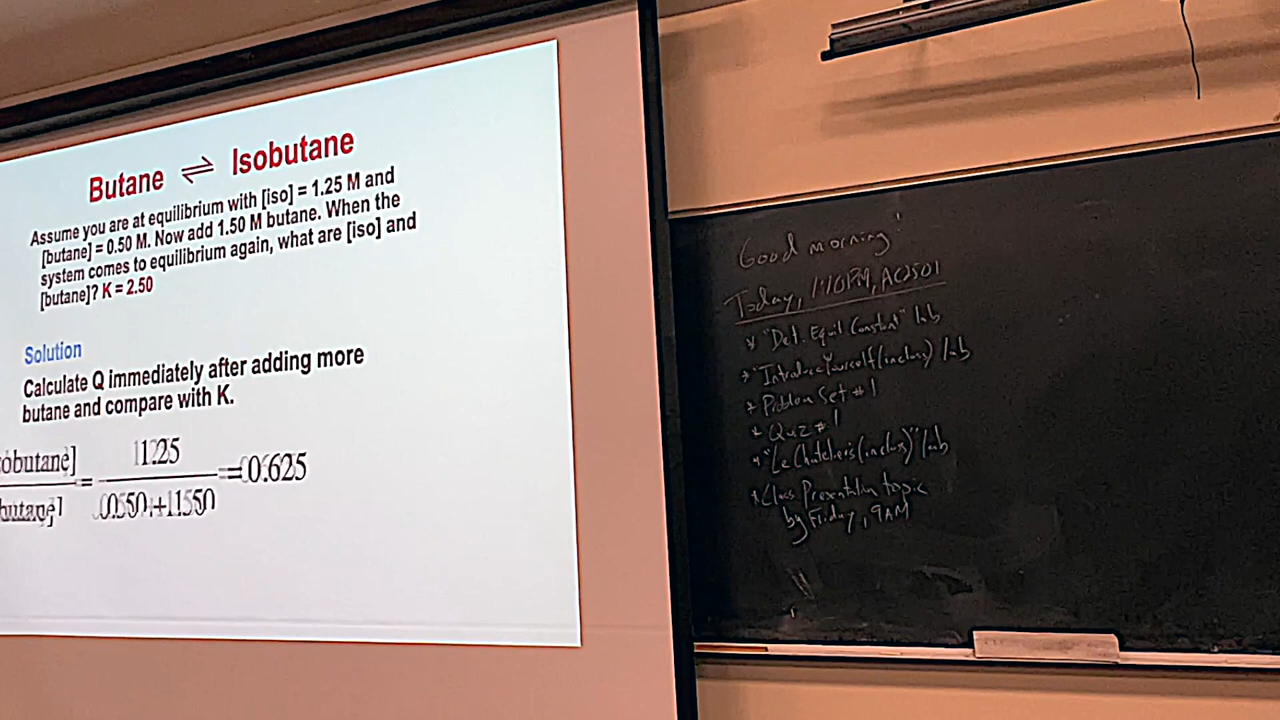 Butane ⇌ Isobutane
Assume you are at equilibrium with [iso] = 1.25 M and
[butane] = 0.50 M. Now add 1.50 M butane. When the
system comes to equilibrium again, what are [iso] and
[butane]? K = 2.50
Solution
Calculate Q immediately after adding more
butane and compare with K.
obutane] = 1.25 = 0.625
butane] 0.50 + 1.50
Good morning!
Today, 1:10PM, AC2501
* "Det. Equil Constant" lab
* "Introduce Yourself (in class) lab
* Problem Set #1
* Quiz #1
* "Le Chatelier's (in class)" lab
* Class Presentation topic
by Friday, 9AM